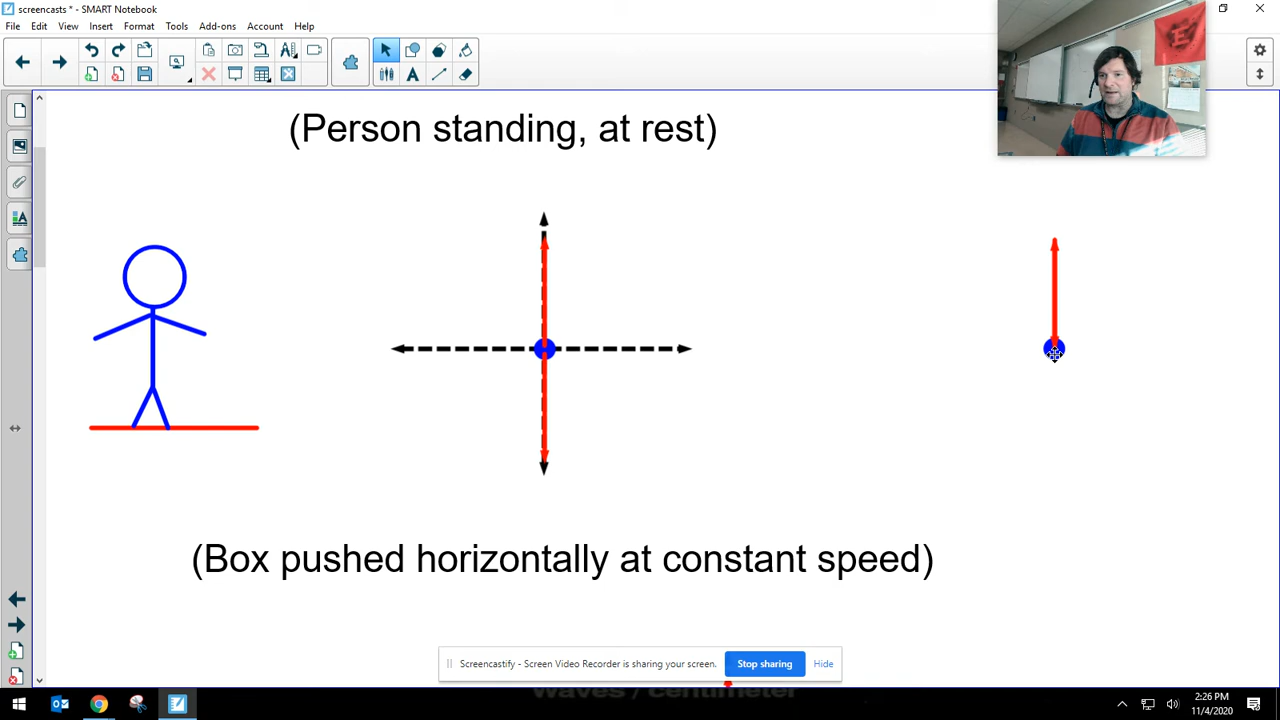 screencasts * - SMART Notebook
File Edit View Insert Format Tools Add-ons Account Help
(Person standing, at rest)
(Box pushed horizontally at constant speed)
Screencastify - Screen Video Recorder is sharing your screen. Stop sharing Hide
Waves / centimeter
2:26 PM
11/4/2020